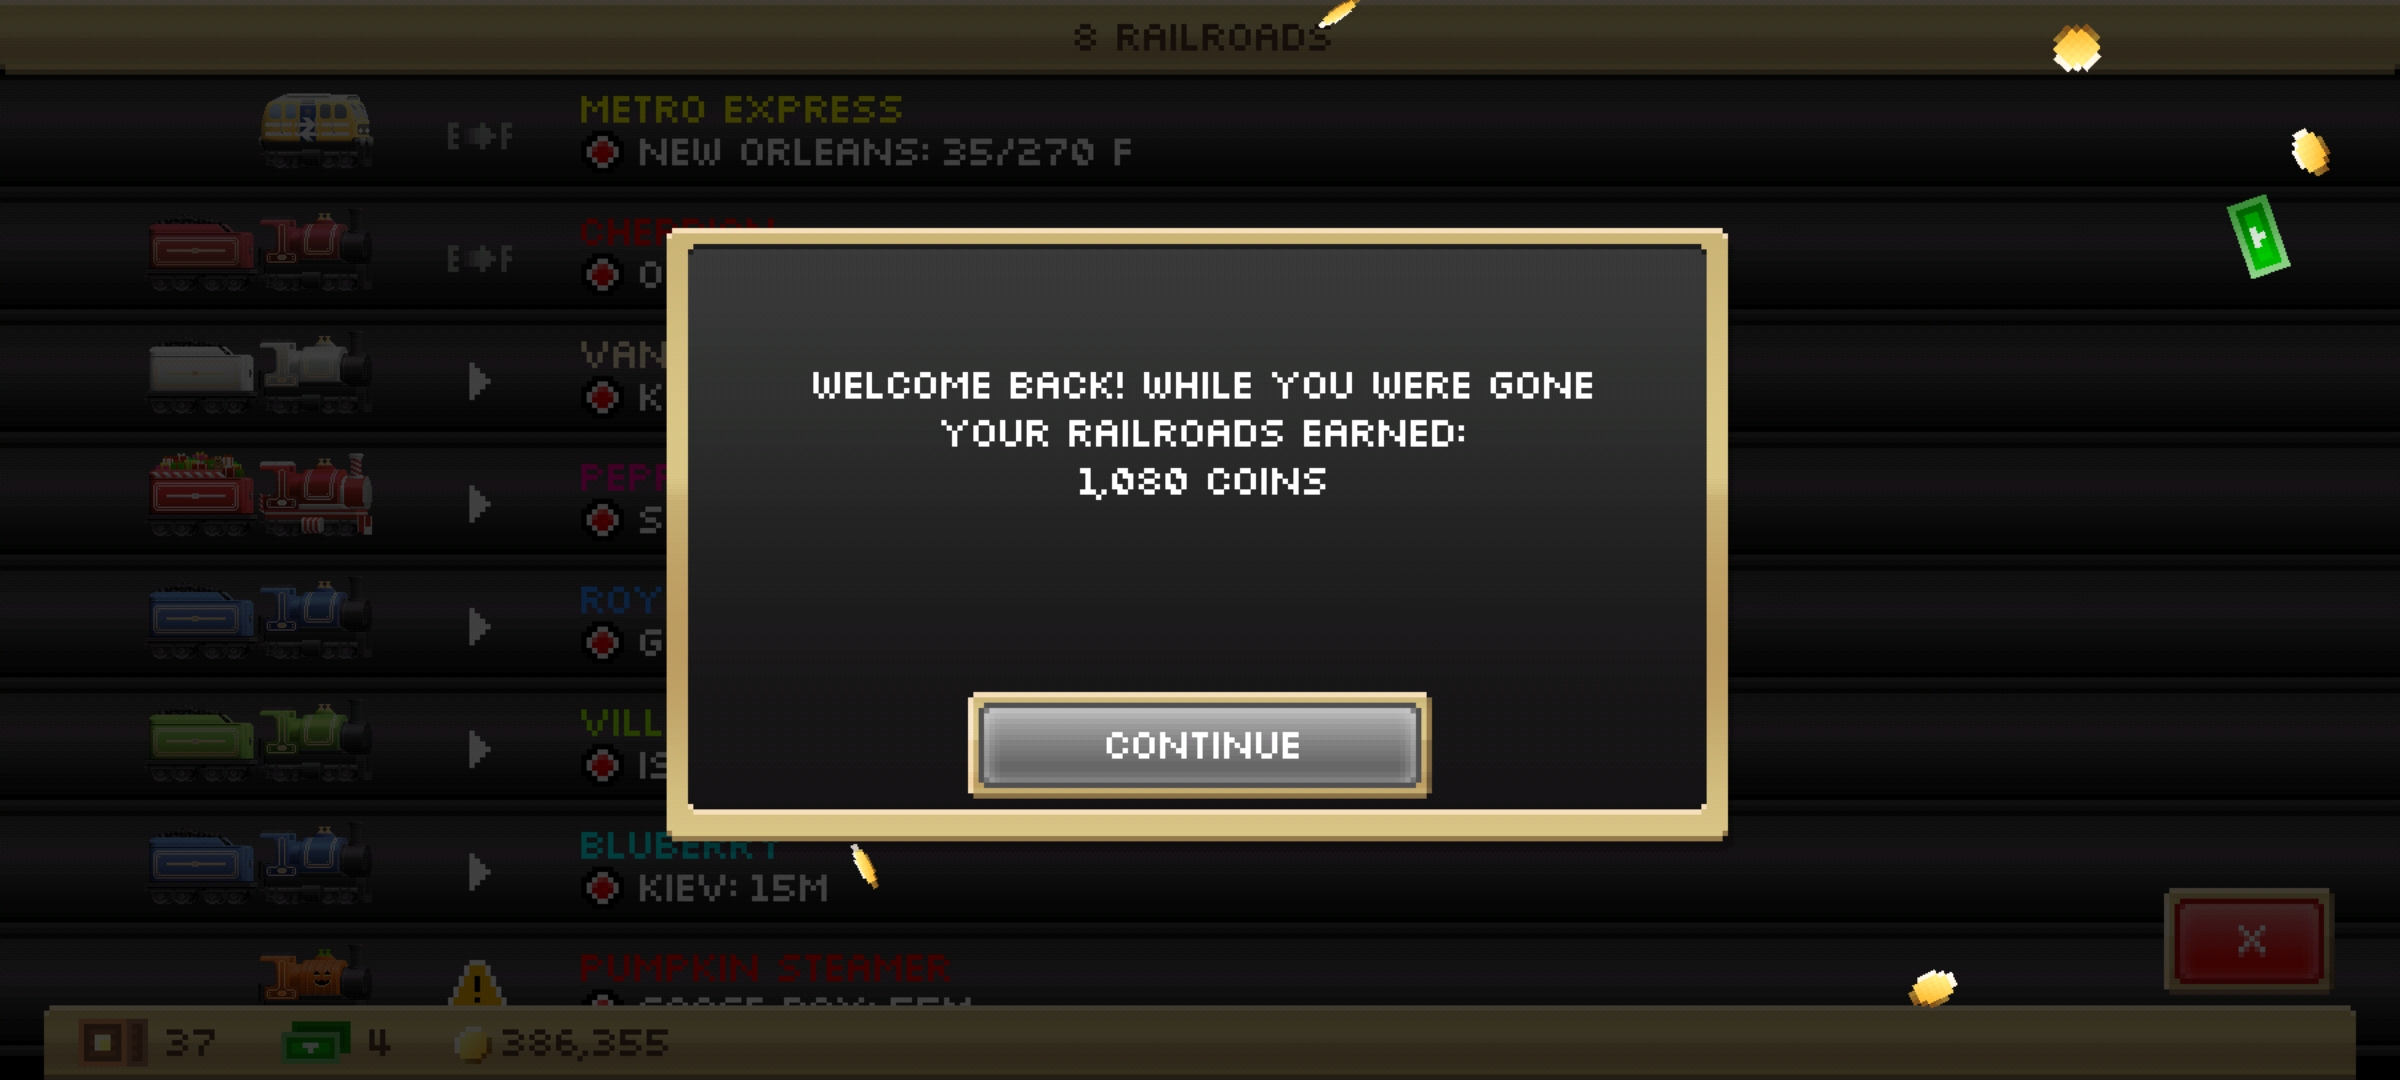 8 RAILROADS
METRO EXPRESS
E F
NEW ORLEANS: 35/270 F
E F
WELCOME BACK! WHILE YOU WERE GONE
YOUR RAILROADS EARNED:
1,080 COINS
CONTINUE
BLUBERRY
KIEV: 15M
PUMPKIN STEAMER
X
37
4
386,355